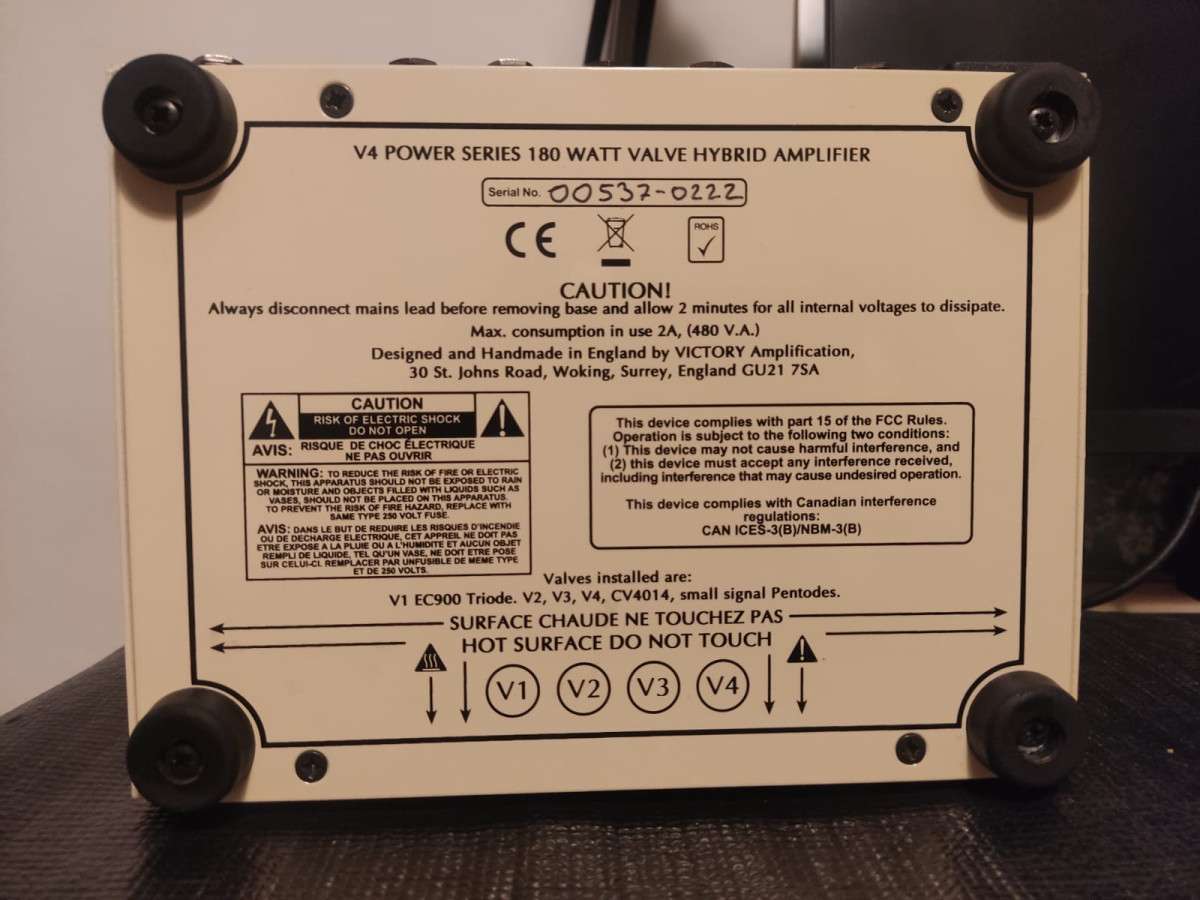 V4 POWER SERIES 180 WATT VALVE HYBRID AMPLIFIER
Serial No. 00537-0222
CE
ROHS
CAUTION!
Always disconnect mains lead before removing base and allow 2 minutes for all internal voltages to dissipate.
Max. consumption in use 2A, (480 V.A.)
Designed and Handmade in England by VICTORY Amplification,
30 St. Johns Road, Woking, Surrey, England GU21 7SA
CAUTION
RISK OF ELECTRIC SHOCK
DO NOT OPEN
AVIS: RISQUE DE CHOC ÉLECTRIQUE
NE PAS OUVRIR
WARNING: TO REDUCE THE RISK OF FIRE OR ELECTRIC
SHOCK, THIS APPARATUS SHOULD NOT BE EXPOSED TO RAIN
OR MOISTURE AND OBJECTS FILLED WITH LIQUIDS SUCH AS
VASES, SHOULD NOT BE PLACED ON THIS APPARATUS.
TO PREVENT THE RISK OF FIRE HAZARD, REPLACE WITH
SAME TYPE 250 VOLT FUSE.
AVIS: DANS LE BUT DE REDUIRE LES RISQUES D'INCENDIE
OU DE DECHARGE ELECTRIQUE, CET APPREIL NE DOIT PAS
ETRE EXPOSE A LA PLUIE OU A L'HUMIDITE ET AUCUN OBJET
REMPLI DE LIQUIDE, TEL QU'UN VASE, NE DOIT ETRE POSE
SUR CELUI-CI. REMPLACER PAR UNFUSIBLE DE MEME TYPE
ET DE 250 VOLTS.
This device complies with part 15 of the FCC Rules.
Operation is subject to the following two conditions:
(1) This device may not cause harmful interference, and
(2) this device must accept any interference received,
including interference that may cause undesired operation.
This device complies with Canadian interference
regulations:
CAN ICES-3(B)/NBM-3(B)
Valves installed are:
V1 EC900 Triode. V2, V3, V4, CV4014, small signal Pentodes.
SURFACE CHAUDE NE TOUCHEZ PAS
HOT SURFACE DO NOT TOUCH
V1 V2 V3 V4